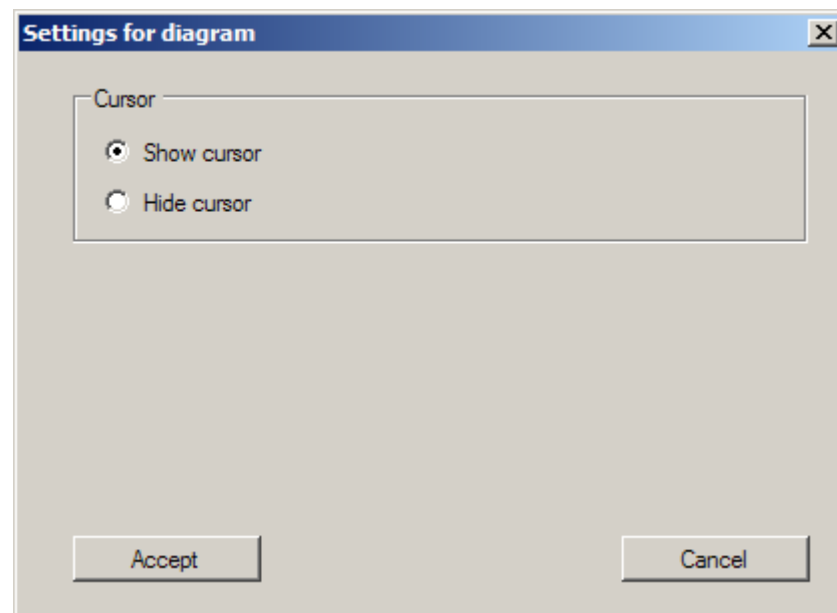 Settings for diagram
Cursor
Show cursor
Hide cursor
Accept
Cancel